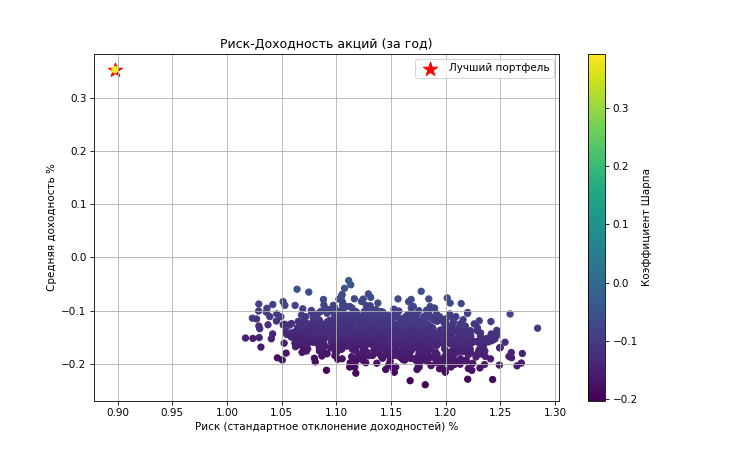 Риск-Доходность акций (за год)
Лучший портфель
Средняя доходность %
0.3
0.2
0.1
0.0
−0.1
−0.2
0.90 0.95 1.00 1.05 1.10 1.15 1.20 1.25 1.30
Риск (стандартное отклонение доходностей) %
0.3
0.2
0.1
0.0
−0.1
−0.2
Коэффициент Шарпа